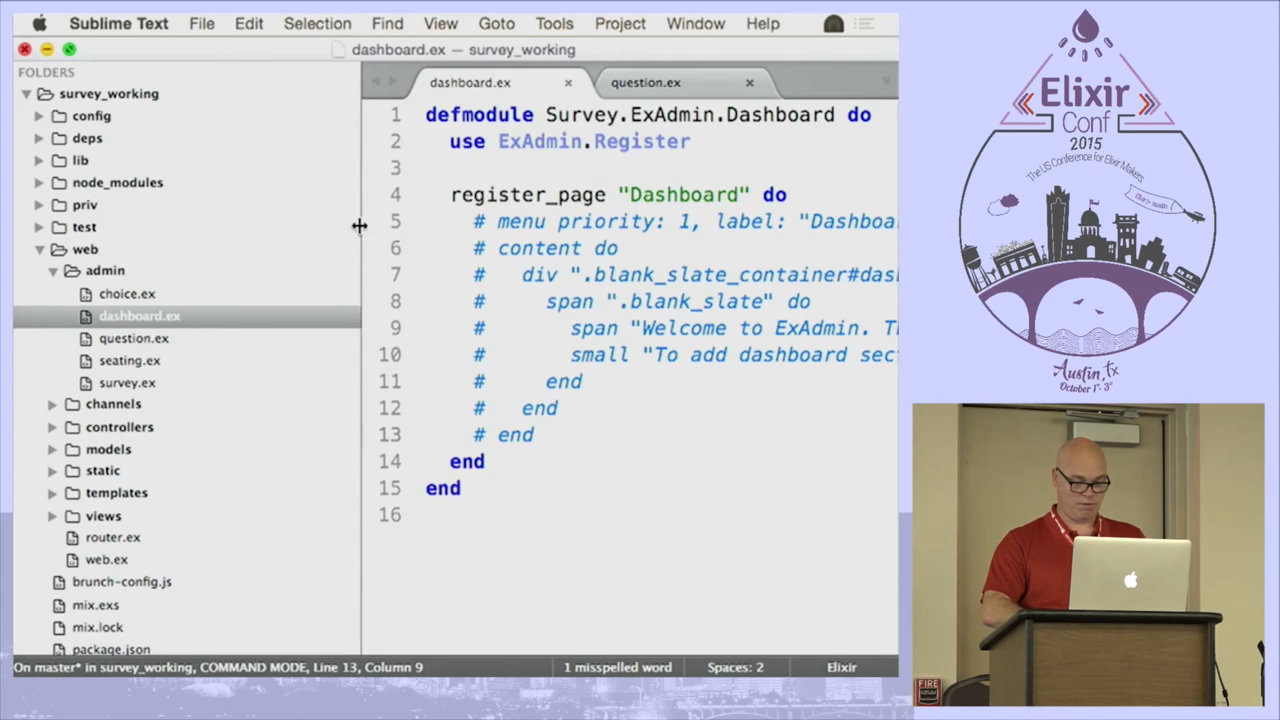 Sublime Text File Edit Selection Find View Goto Tools Project Window Help
dashboard.ex — survey_working
FOLDERS
survey_working
config
deps
lib
node_modules
priv
test
web
admin
choice.ex
dashboard.ex
question.ex
seating.ex
survey.ex
channels
controllers
models
static
templates
views
router.ex
web.ex
brunch-config.js
mix.exs
mix.lock
package.json
dashboard.ex × question.ex ×
1 defmodule Survey.ExAdmin.Dashboard do
2 use ExAdmin.Register
3
4 register_page "Dashboard" do
5 # menu priority: 1, label: "Dashboa
6 # content do
7 # div ".blank_slate_container#das
8 # span ".blank_slate" do
9 # span "Welcome to ExAdmin. T
10 # small "To add dashboard sec
11 # end
12 # end
13 # end
14 end
15 end
16
On master* in survey_working, COMMAND MODE, Line 13, Column 9 1 misspelled word Spaces: 2 Elixir
Elixir
Conf
2015
The US Conference for Elixir Makers
Austin, tx
October 1st- 3rd
FIRE